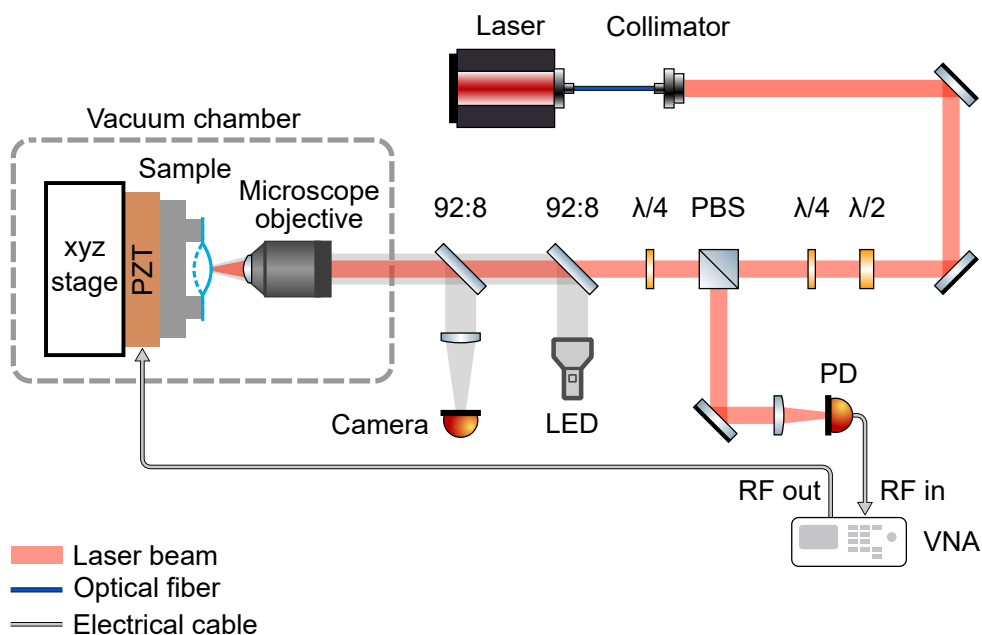 Laser
Collimator
Vacuum chamber
Sample
Microscope
objective
92:8
92:8
λ/4
PBS
λ/4
λ/2
xyz
stage
PZT
PD
Camera
LED
RF out
RF in
VNA
Laser beam
Optical fiber
Electrical cable